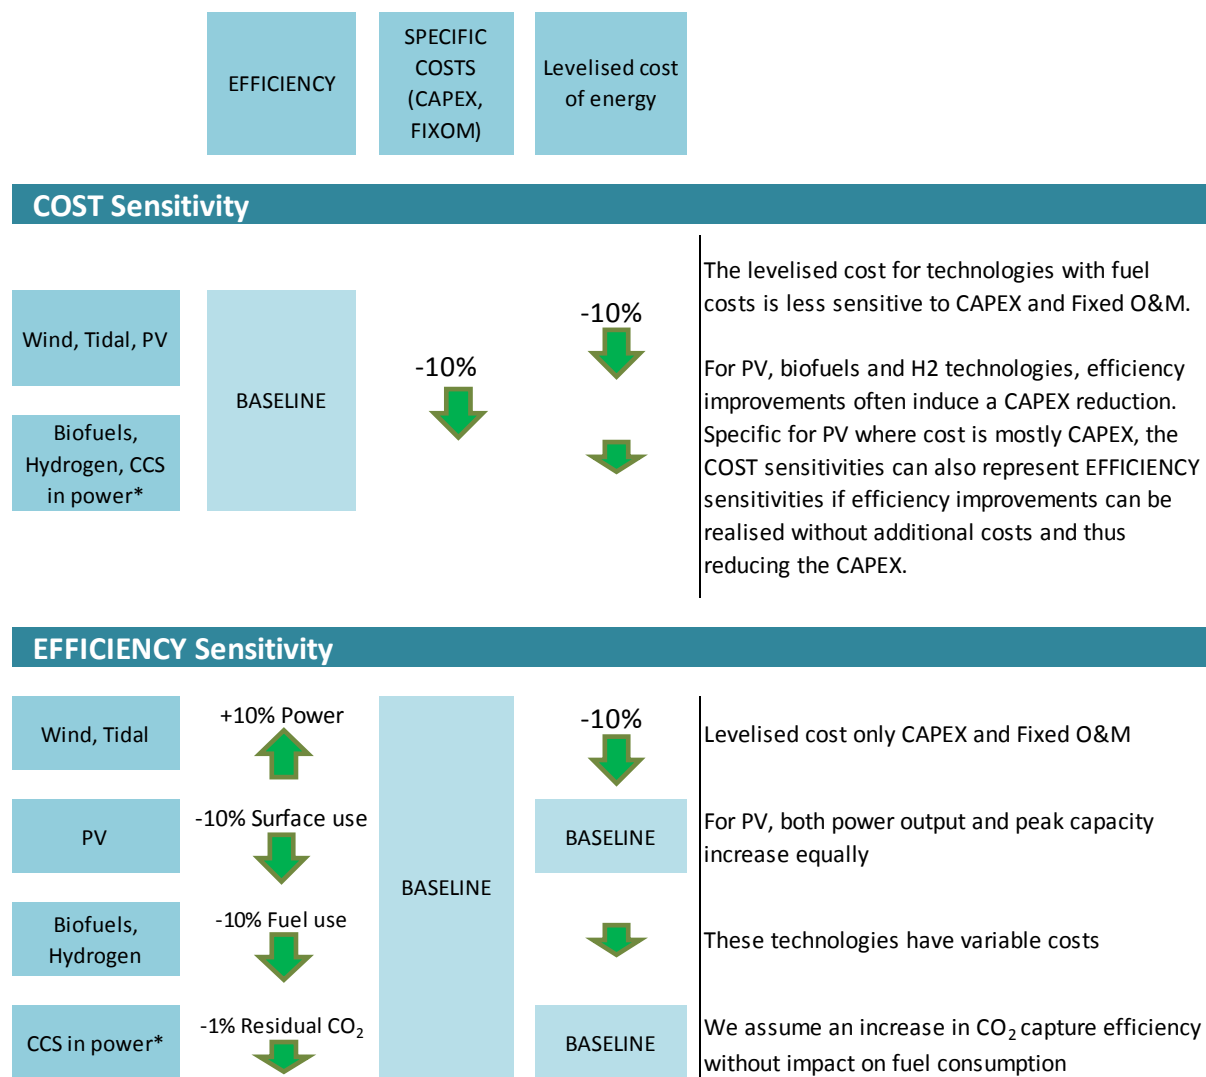 EFFICIENCY
SPECIFIC
COSTS
(CAPEX,
FIXOM)
Levelised cost
of energy
COST Sensitivity
Wind, Tidal, PV
Biofuels,
Hydrogen, CCS
in power*
BASELINE
-10%
-10%
The levelised cost for technologies with fuel
costs is less sensitive to CAPEX and Fixed O&M.
For PV, biofuels and H2 technologies, efficiency
improvements often induce a CAPEX reduction.
Specific for PV where cost is mostly CAPEX, the
COST sensitivities can also represent EFFICIENCY
sensitivities if efficiency improvements can be
realised without additional costs and thus
reducing the CAPEX.
EFFICIENCY Sensitivity
Wind, Tidal
+10% Power
BASELINE
-10%
Levelised cost only CAPEX and Fixed O&M
PV
-10% Surface use
BASELINE
For PV, both power output and peak capacity
increase equally
Biofuels,
Hydrogen
-10% Fuel use
These technologies have variable costs
CCS in power*
-1% Residual CO₂
BASELINE
We assume an increase in CO₂ capture efficiency
without impact on fuel consumption